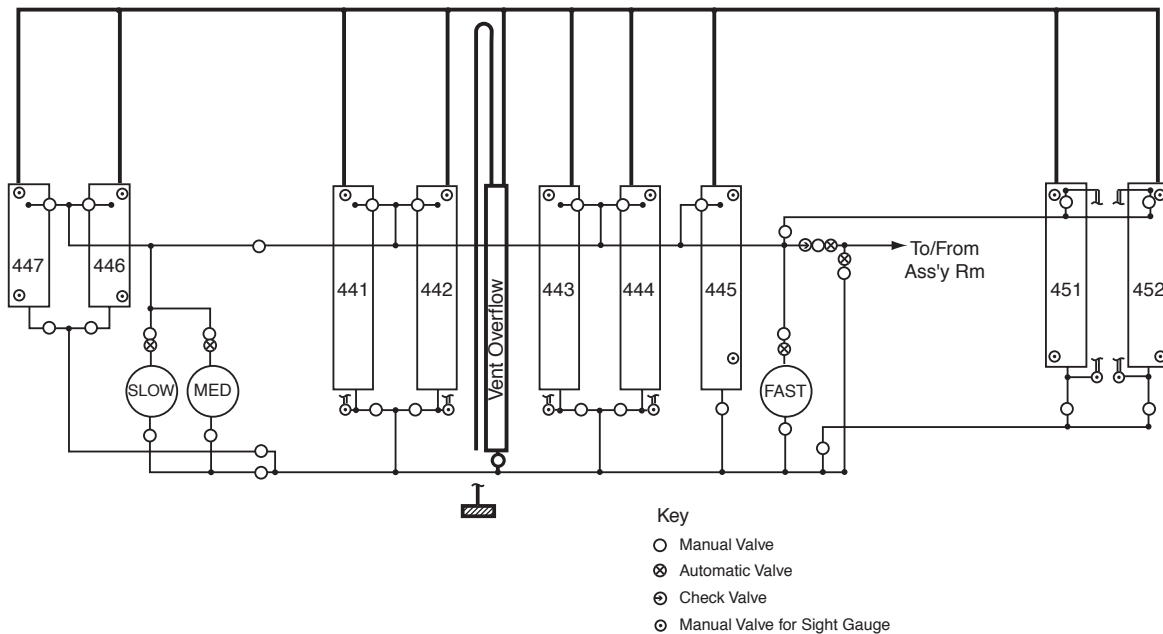 447
446
441
442
Vent Overflow
443
444
445
To/From
Ass'y Rm
451
452
SLOW
MED
FAST
Key
Manual Valve
Automatic Valve
Check Valve
Manual Valve for Sight Gauge